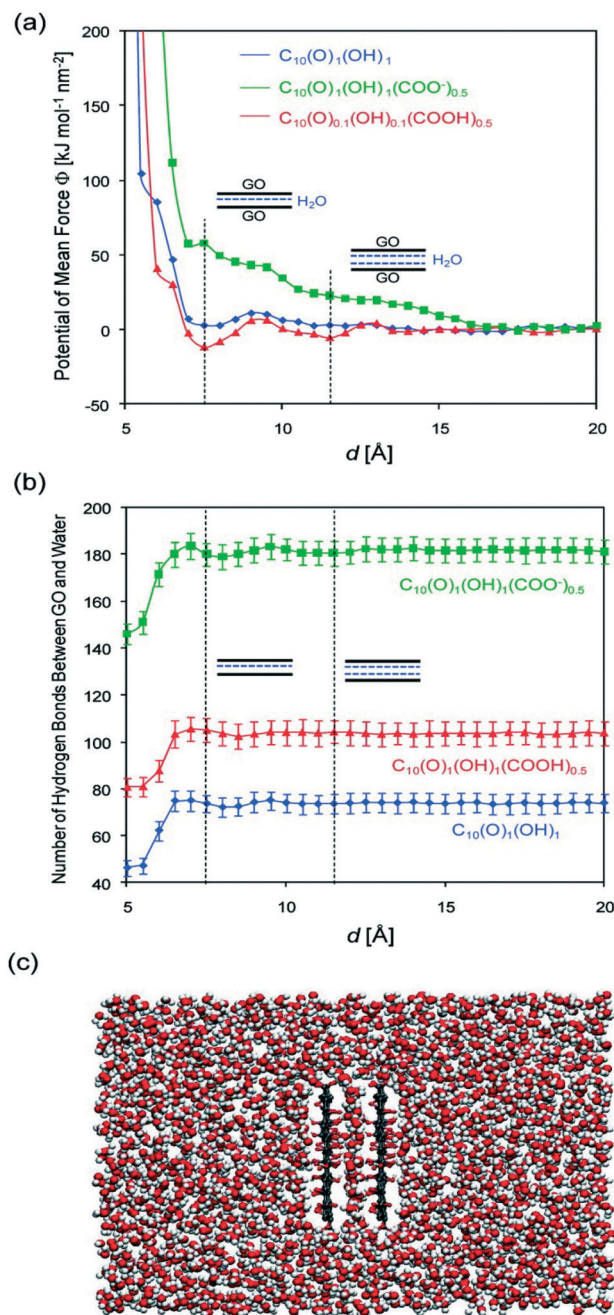 (a)
Potential of Mean Force Φ [kJ mol⁻¹ nm⁻²]
200
150
100
50
0
-50
C₁₀(O)₁(OH)₁
C₁₀(O)₁(OH)₁(COO⁻)₀.₅
C₁₀(O)₀.₁(OH)₀.₁(COOH)₀.₅
GO
H₂O
GO
GO
H₂O
GO
5
10
15
20
d [Å]
(b)
Number of Hydrogen Bonds Between GO and Water
200
180
160
140
120
100
80
60
40
C₁₀(O)₁(OH)₁(COO⁻)₀.₅
C₁₀(O)₁(OH)₁(COOH)₀.₅
C₁₀(O)₁(OH)₁
5
10
15
20
d [Å]
(c)